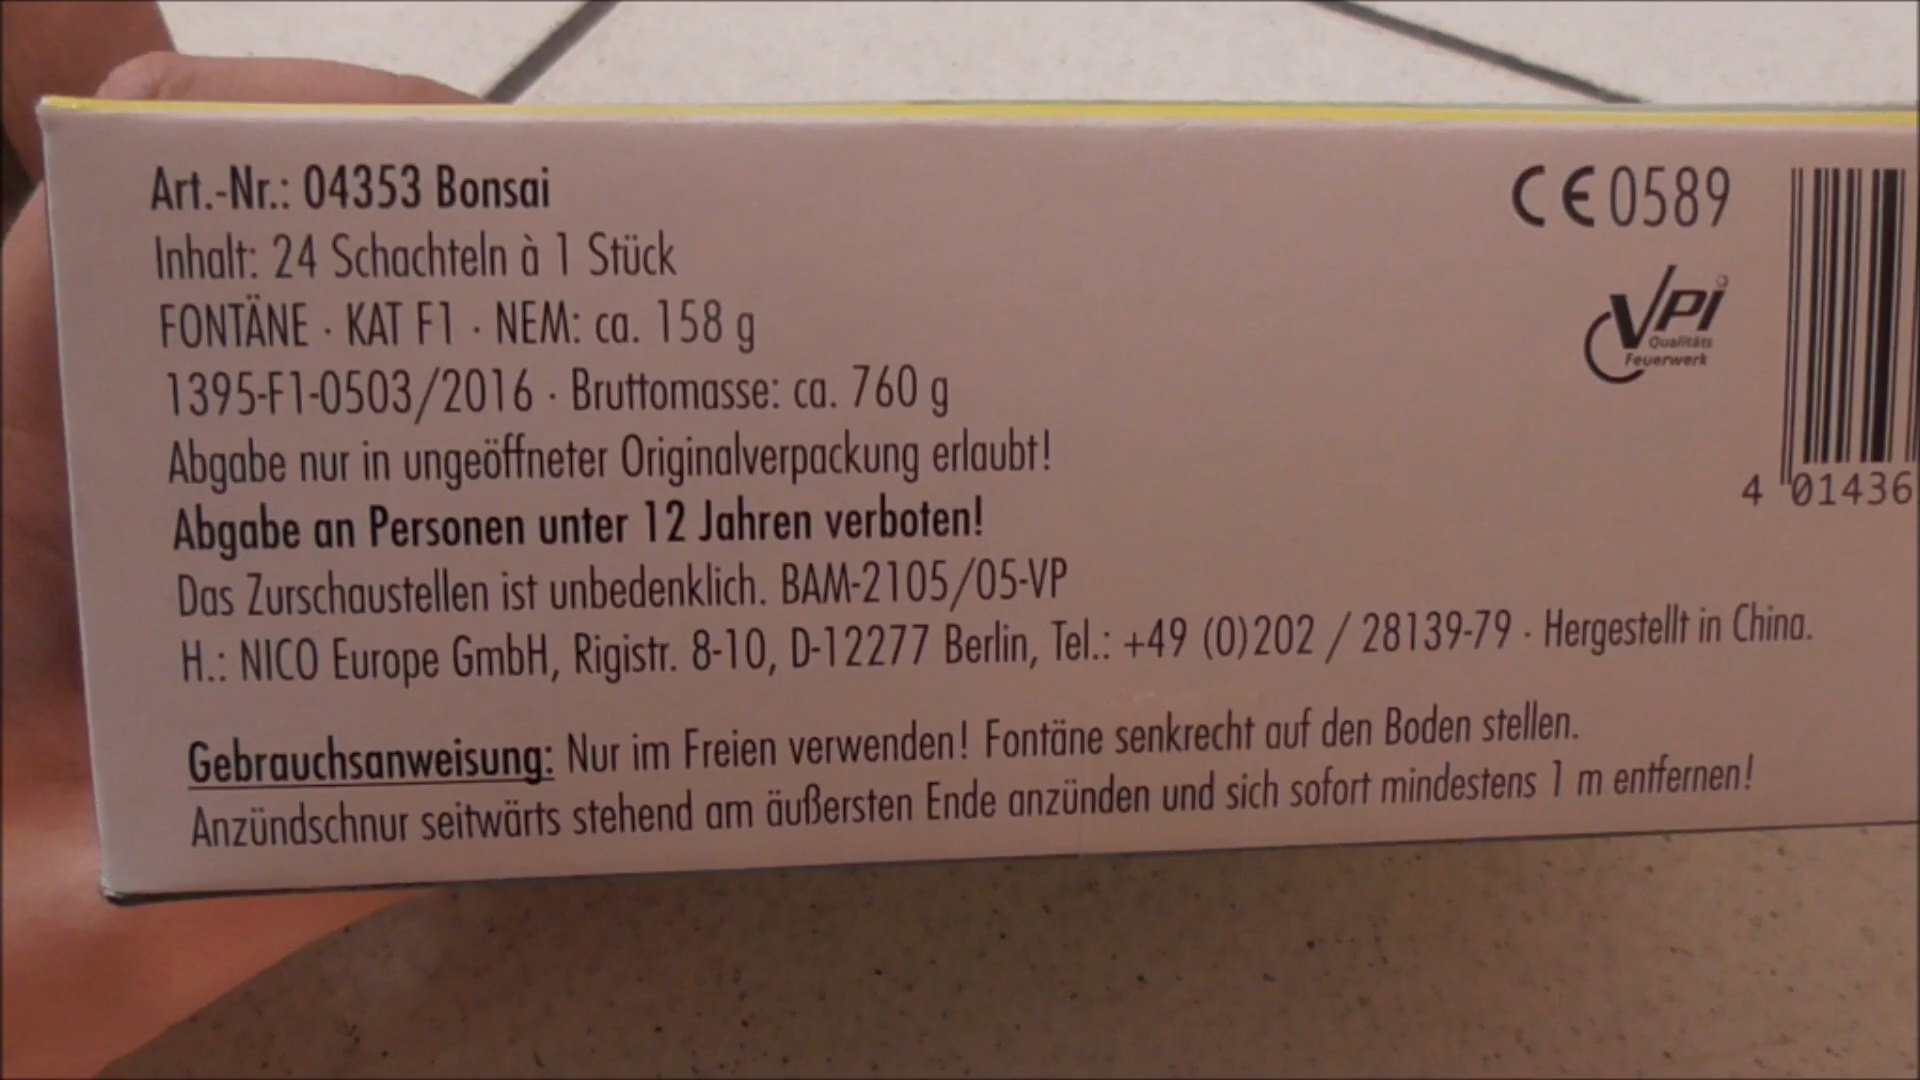 Art.-Nr.: 04353 Bonsai
Inhalt: 24 Schachteln à 1 Stück
FONTÄNE · KAT F1 · NEM: ca. 158 g
1395-F1-0503/2016 · Bruttomasse: ca. 760 g
Abgabe nur in ungeöffneter Originalverpackung erlaubt!
Abgabe an Personen unter 12 Jahren verboten!
Das Zurschaustellen ist unbedenklich. BAM-2105/05-VP
H.: NICO Europe GmbH, Rigistr. 8-10, D-12277 Berlin, Tel.: +49 (0)202 / 28139-79 · Hergestellt in China.
Gebrauchsanweisung: Nur im Freien verwenden! Fontäne senkrecht auf den Boden stellen.
Anzündschnur seitwärts stehend am äußersten Ende anzünden und sich sofort mindestens 1 m entfernen!
CE 0589
VPi
Qualitäts
Feuerwerk
4 01436